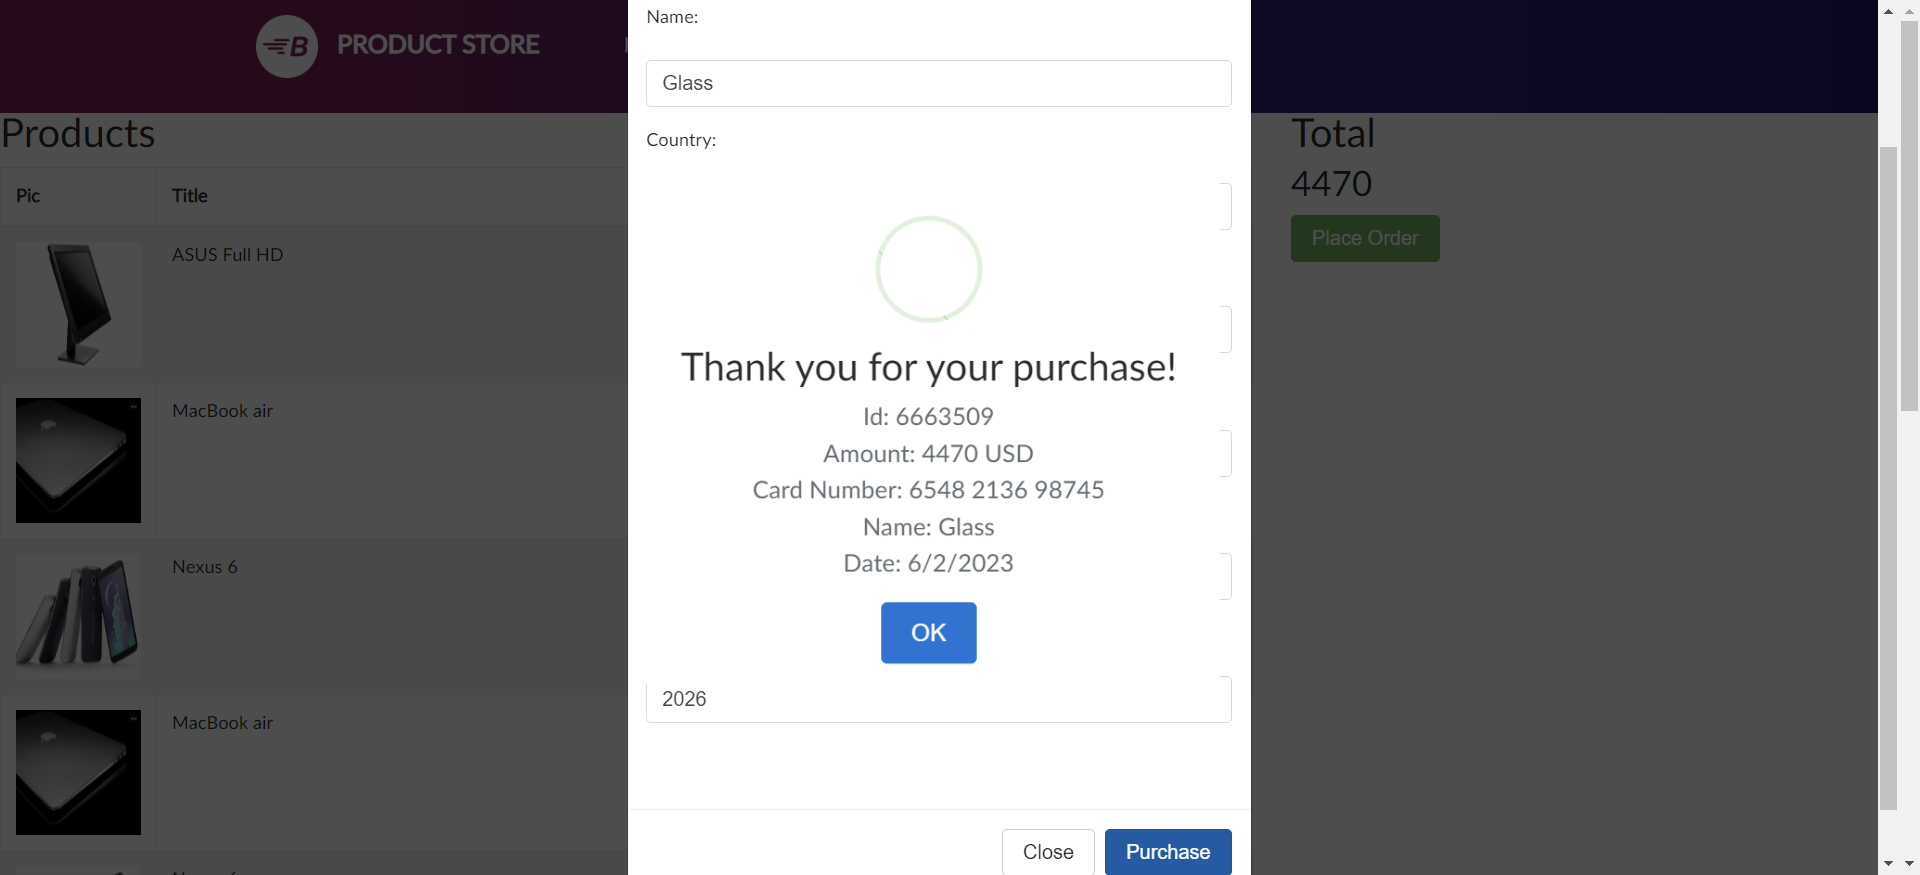 B PRODUCT STORE
Products
Pic Title
ASUS Full HD
MacBook air
Nexus 6
MacBook air
Name:
Glass
Country:
Thank you for your purchase!
Id: 6663509
Amount: 4470 USD
Card Number: 6548 2136 98745
Name: Glass
Date: 6/2/2023
OK
2026
Close Purchase
Total
4470
Place Order